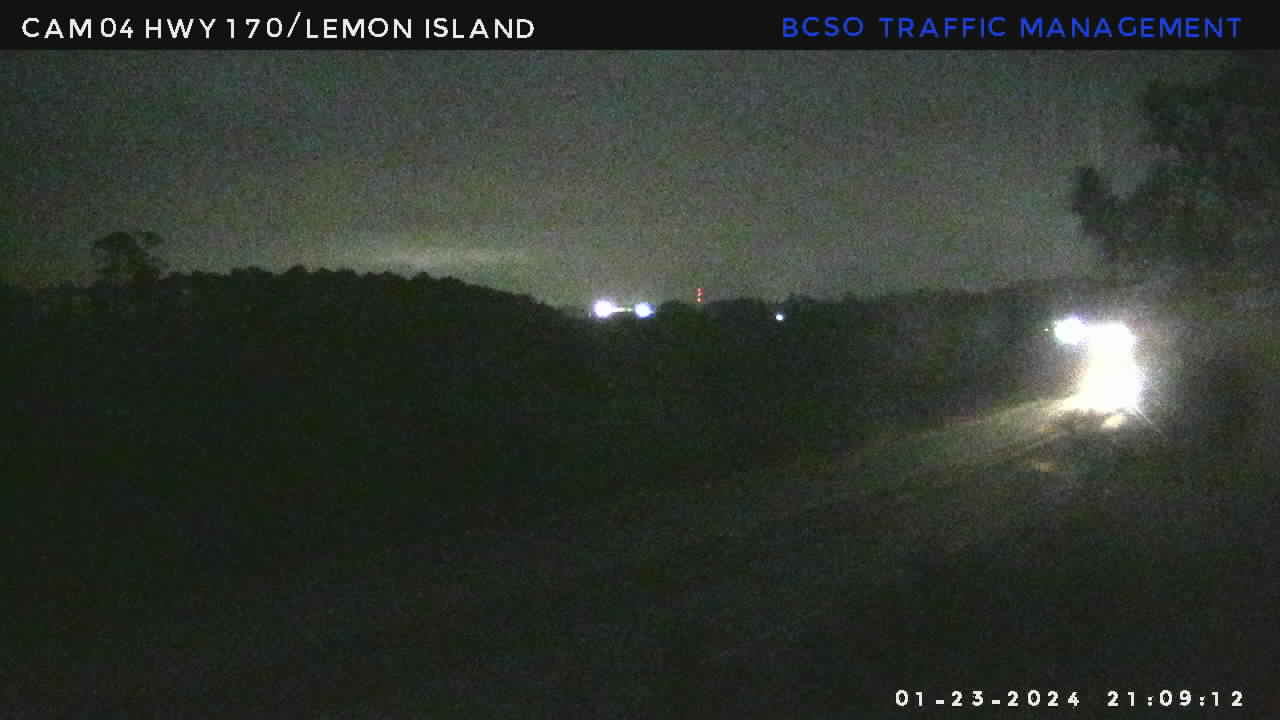 CAM04 HWY 170/LEMON ISLAND
BCSO TRAFFIC MANAGEMENT
01-23-2024 21:09:12